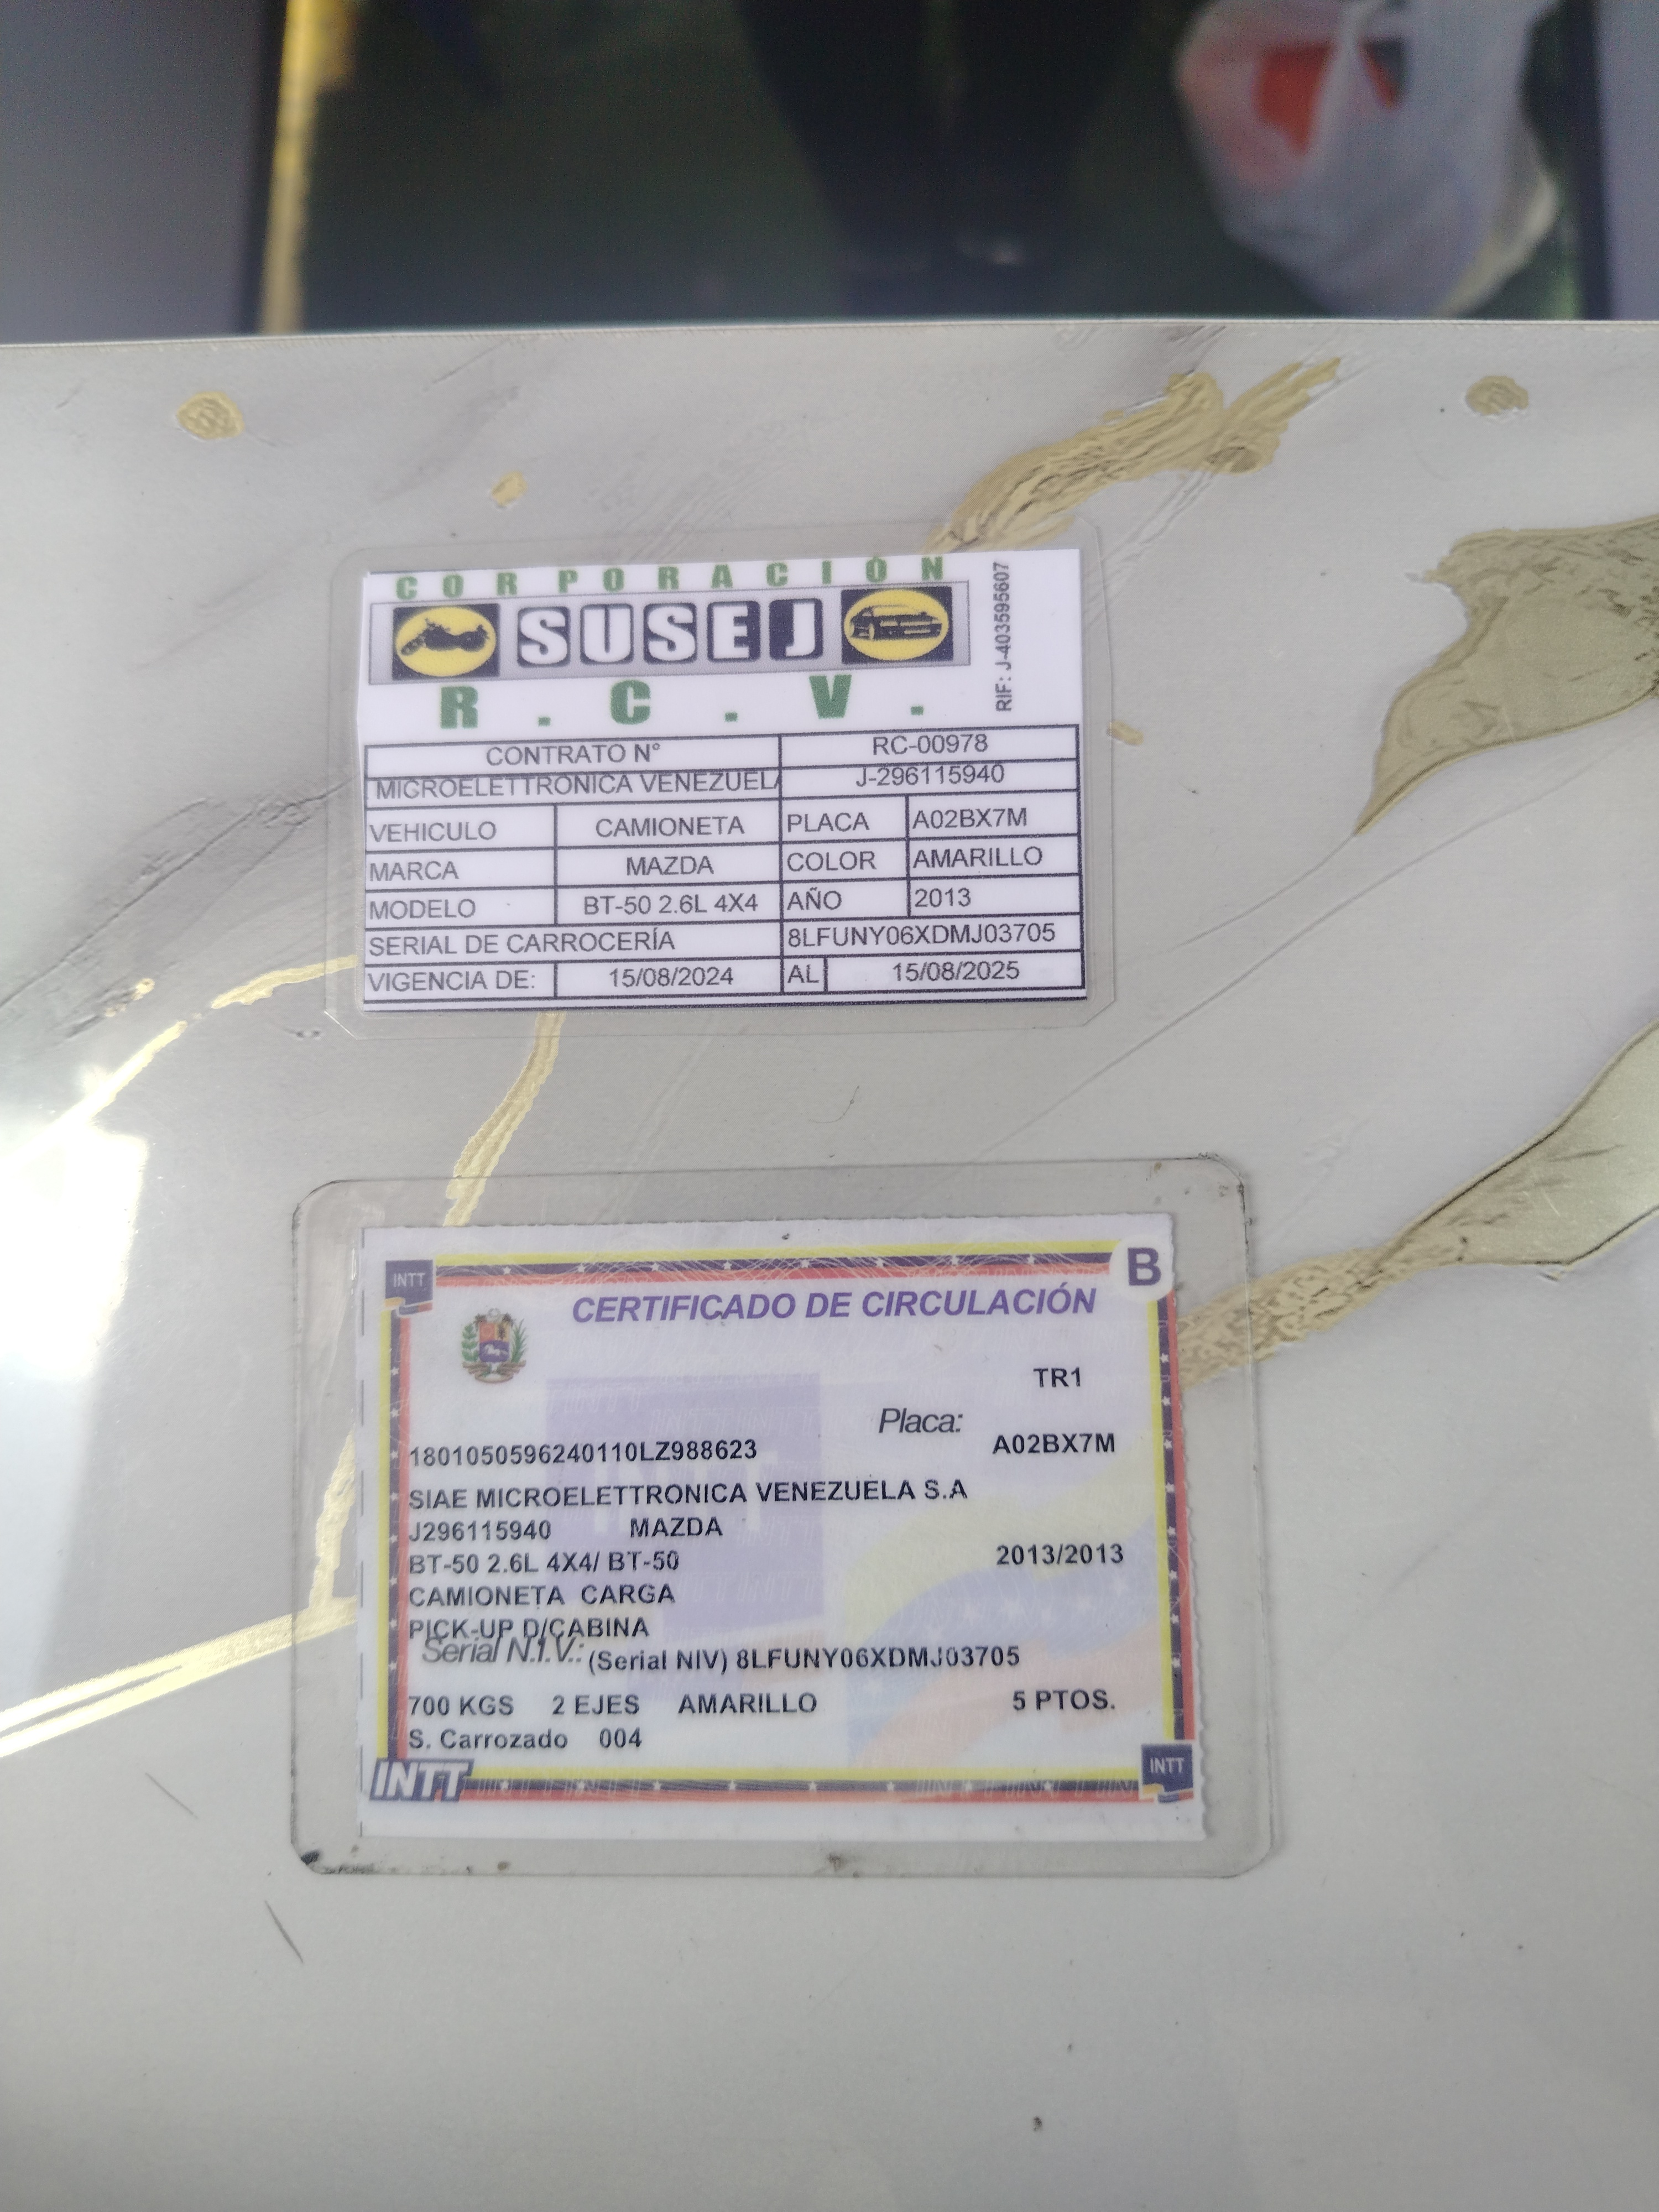 CORPORACIÓN
SUSEJ
R.C.V.
RIF: J-403595607
CONTRATO N° RC-00978
MICROELETTRONICA VENEZUELA J-296115940
VEHICULO CAMIONETA PLACA A02BX7M
MARCA MAZDA COLOR AMARILLO
MODELO BT-50 2.6L 4X4 AÑO 2013
SERIAL DE CARROCERÍA 8LFUNY06XDMJ03705
VIGENCIA DE: 15/08/2024 AL 15/08/2025
INTT
B
CERTIFICADO DE CIRCULACIÓN
TR1
Placa:
1801050596240110LZ988623 A02BX7M
SIAE MICROELETTRONICA VENEZUELA S.A
J296115940 MAZDA
BT-50 2.6L 4X4/ BT-50 2013/2013
CAMIONETA CARGA
PICK-UP D/CABINA
Serial N.I.V.: (Serial NIV) 8LFUNY06XDMJ03705
700 KGS 2 EJES AMARILLO 5 PTOS.
S. Carrozado 004
INTT
INTT